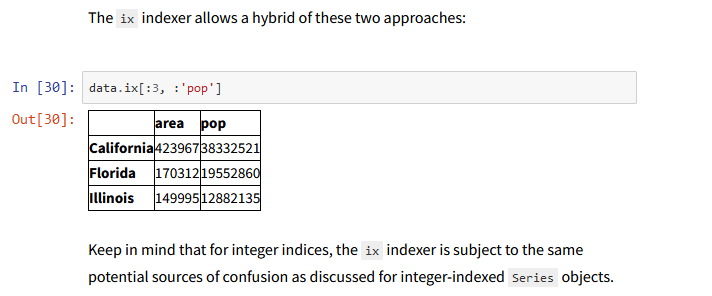 The ix indexer allows a hybrid of these two approaches:
In [30]: data.ix[:3, :'pop']
Out[30]:
area pop
California 423967 38332521
Florida 170312 19552860
Illinois 149995 12882135
Keep in mind that for integer indices, the ix indexer is subject to the same
potential sources of confusion as discussed for integer-indexed Series objects.